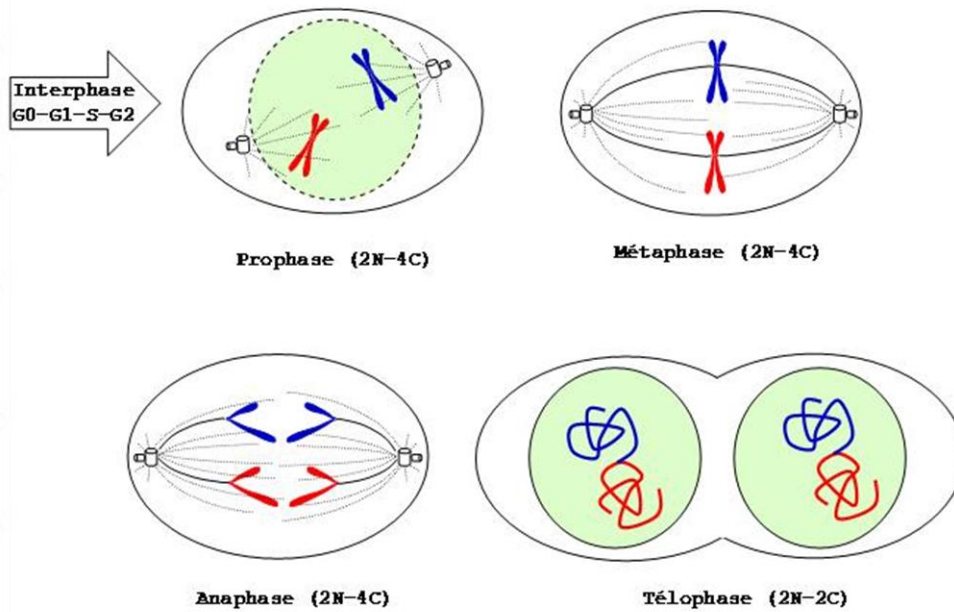 Interphase
G0-G1-S-G2
Prophase (2N-4C)
Métaphase (2N-4C)
Anaphase (2N-4C)
Télophase (2N-2C)